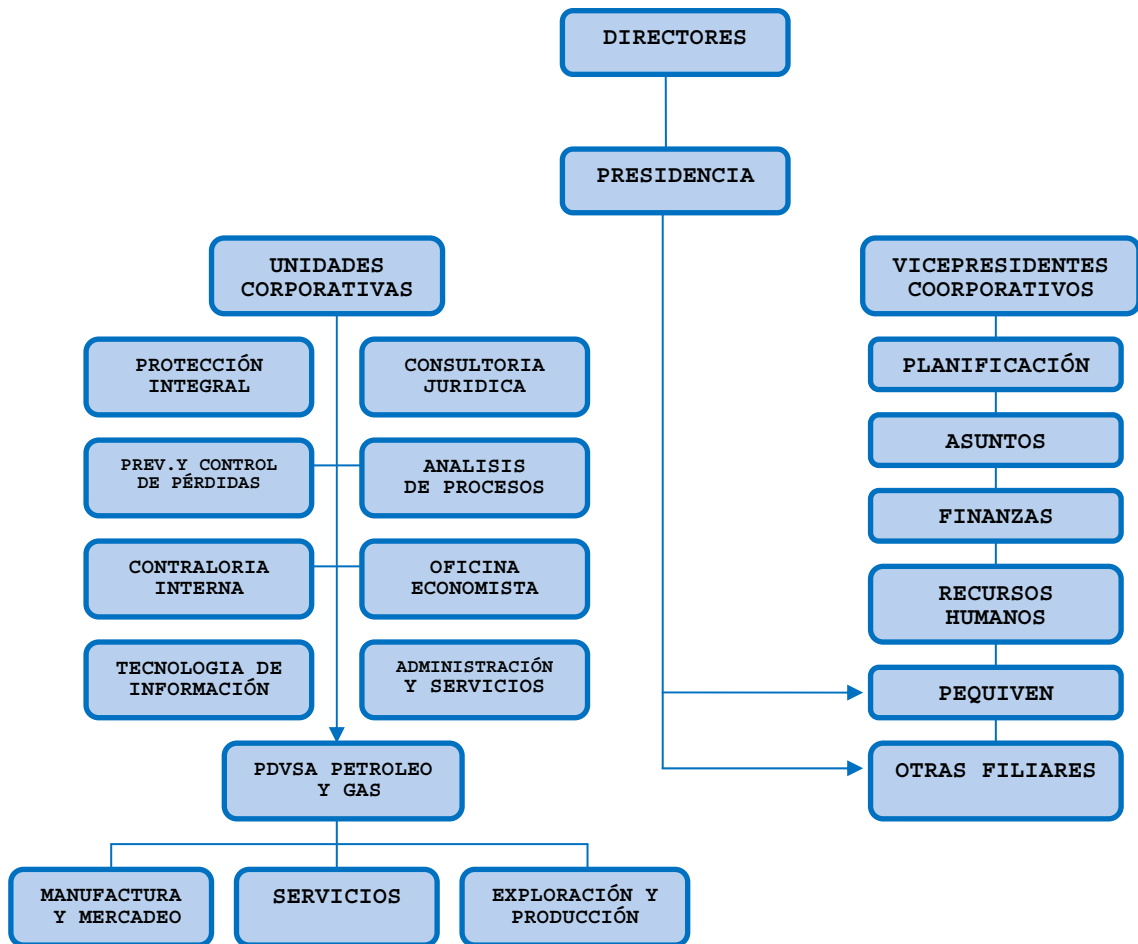 DIRECTORES
PRESIDENCIA
UNIDADES
CORPORATIVAS
VICEPRESIDENTES
COORPORATIVOS
PROTECCIÓN
INTEGRAL
CONSULTORIA
JURIDICA
PLANIFICACIÓN
ASUNTOS
PREV.Y CONTROL
DE PÉRDIDAS
ANALISIS
DE PROCESOS
FINANZAS
CONTRALORIA
INTERNA
OFICINA
ECONOMISTA
RECURSOS
HUMANOS
TECNOLOGIA DE
INFORMACIÓN
ADMINISTRACIÓN
Y SERVICIOS
PEQUIVEN
PDVSA PETROLEO
Y GAS
OTRAS FILIARES
MANUFACTURA
Y MERCADEO
SERVICIOS
EXPLORACIÓN Y
PRODUCCIÓN